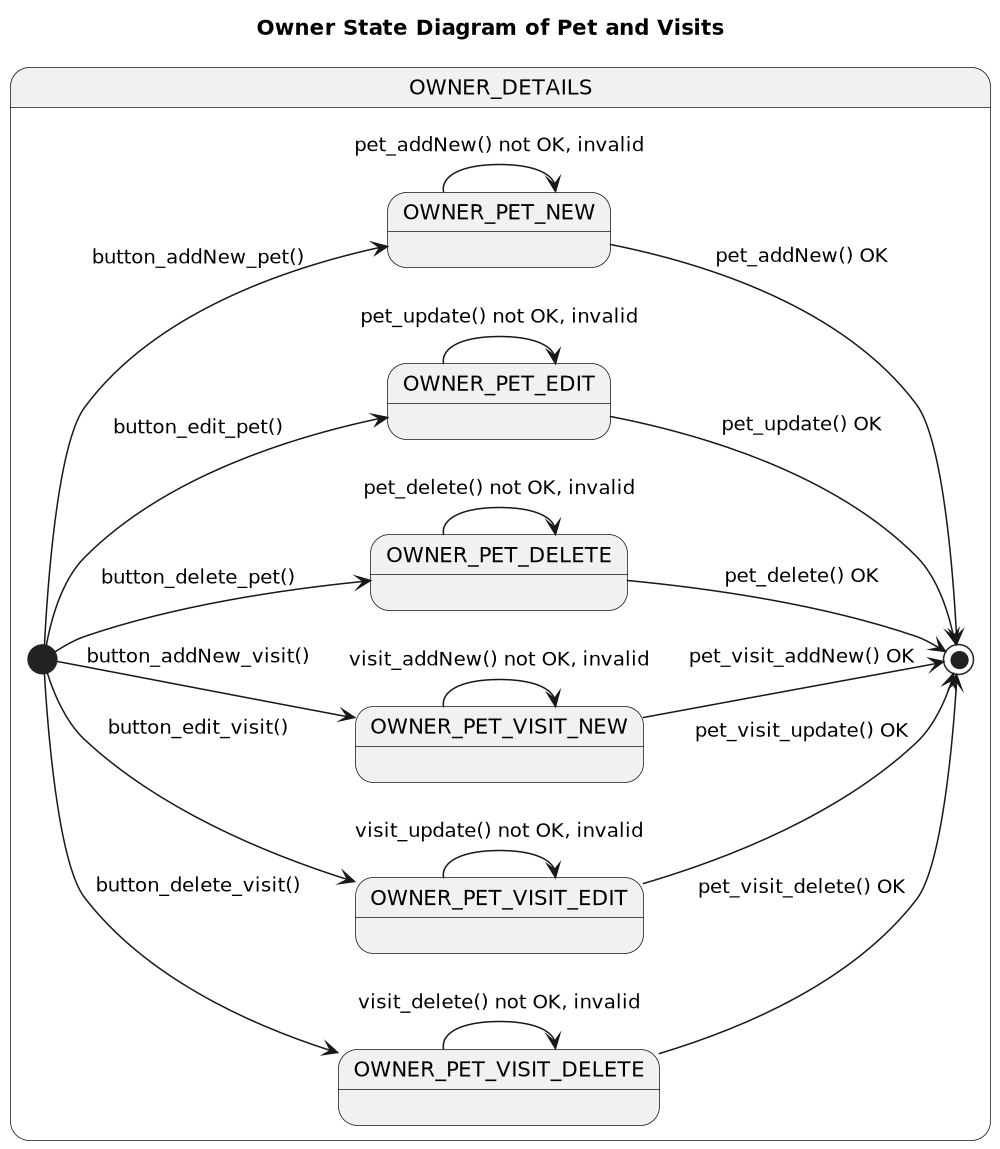 Owner State Diagram of Pet and Visits
OWNER_DETAILS
pet_addNew() not OK, invalid
OWNER_PET_NEW
button_addNew_pet()
pet_addNew() OK
pet_update() not OK, invalid
OWNER_PET_EDIT
button_edit_pet()
pet_update() OK
pet_delete() not OK, invalid
OWNER_PET_DELETE
button_delete_pet()
pet_delete() OK
button_addNew_visit()
visit_addNew() not OK, invalid
pet_visit_addNew() OK
OWNER_PET_VISIT_NEW
button_edit_visit()
pet_visit_update() OK
visit_update() not OK, invalid
OWNER_PET_VISIT_EDIT
button_delete_visit()
pet_visit_delete() OK
visit_delete() not OK, invalid
OWNER_PET_VISIT_DELETE